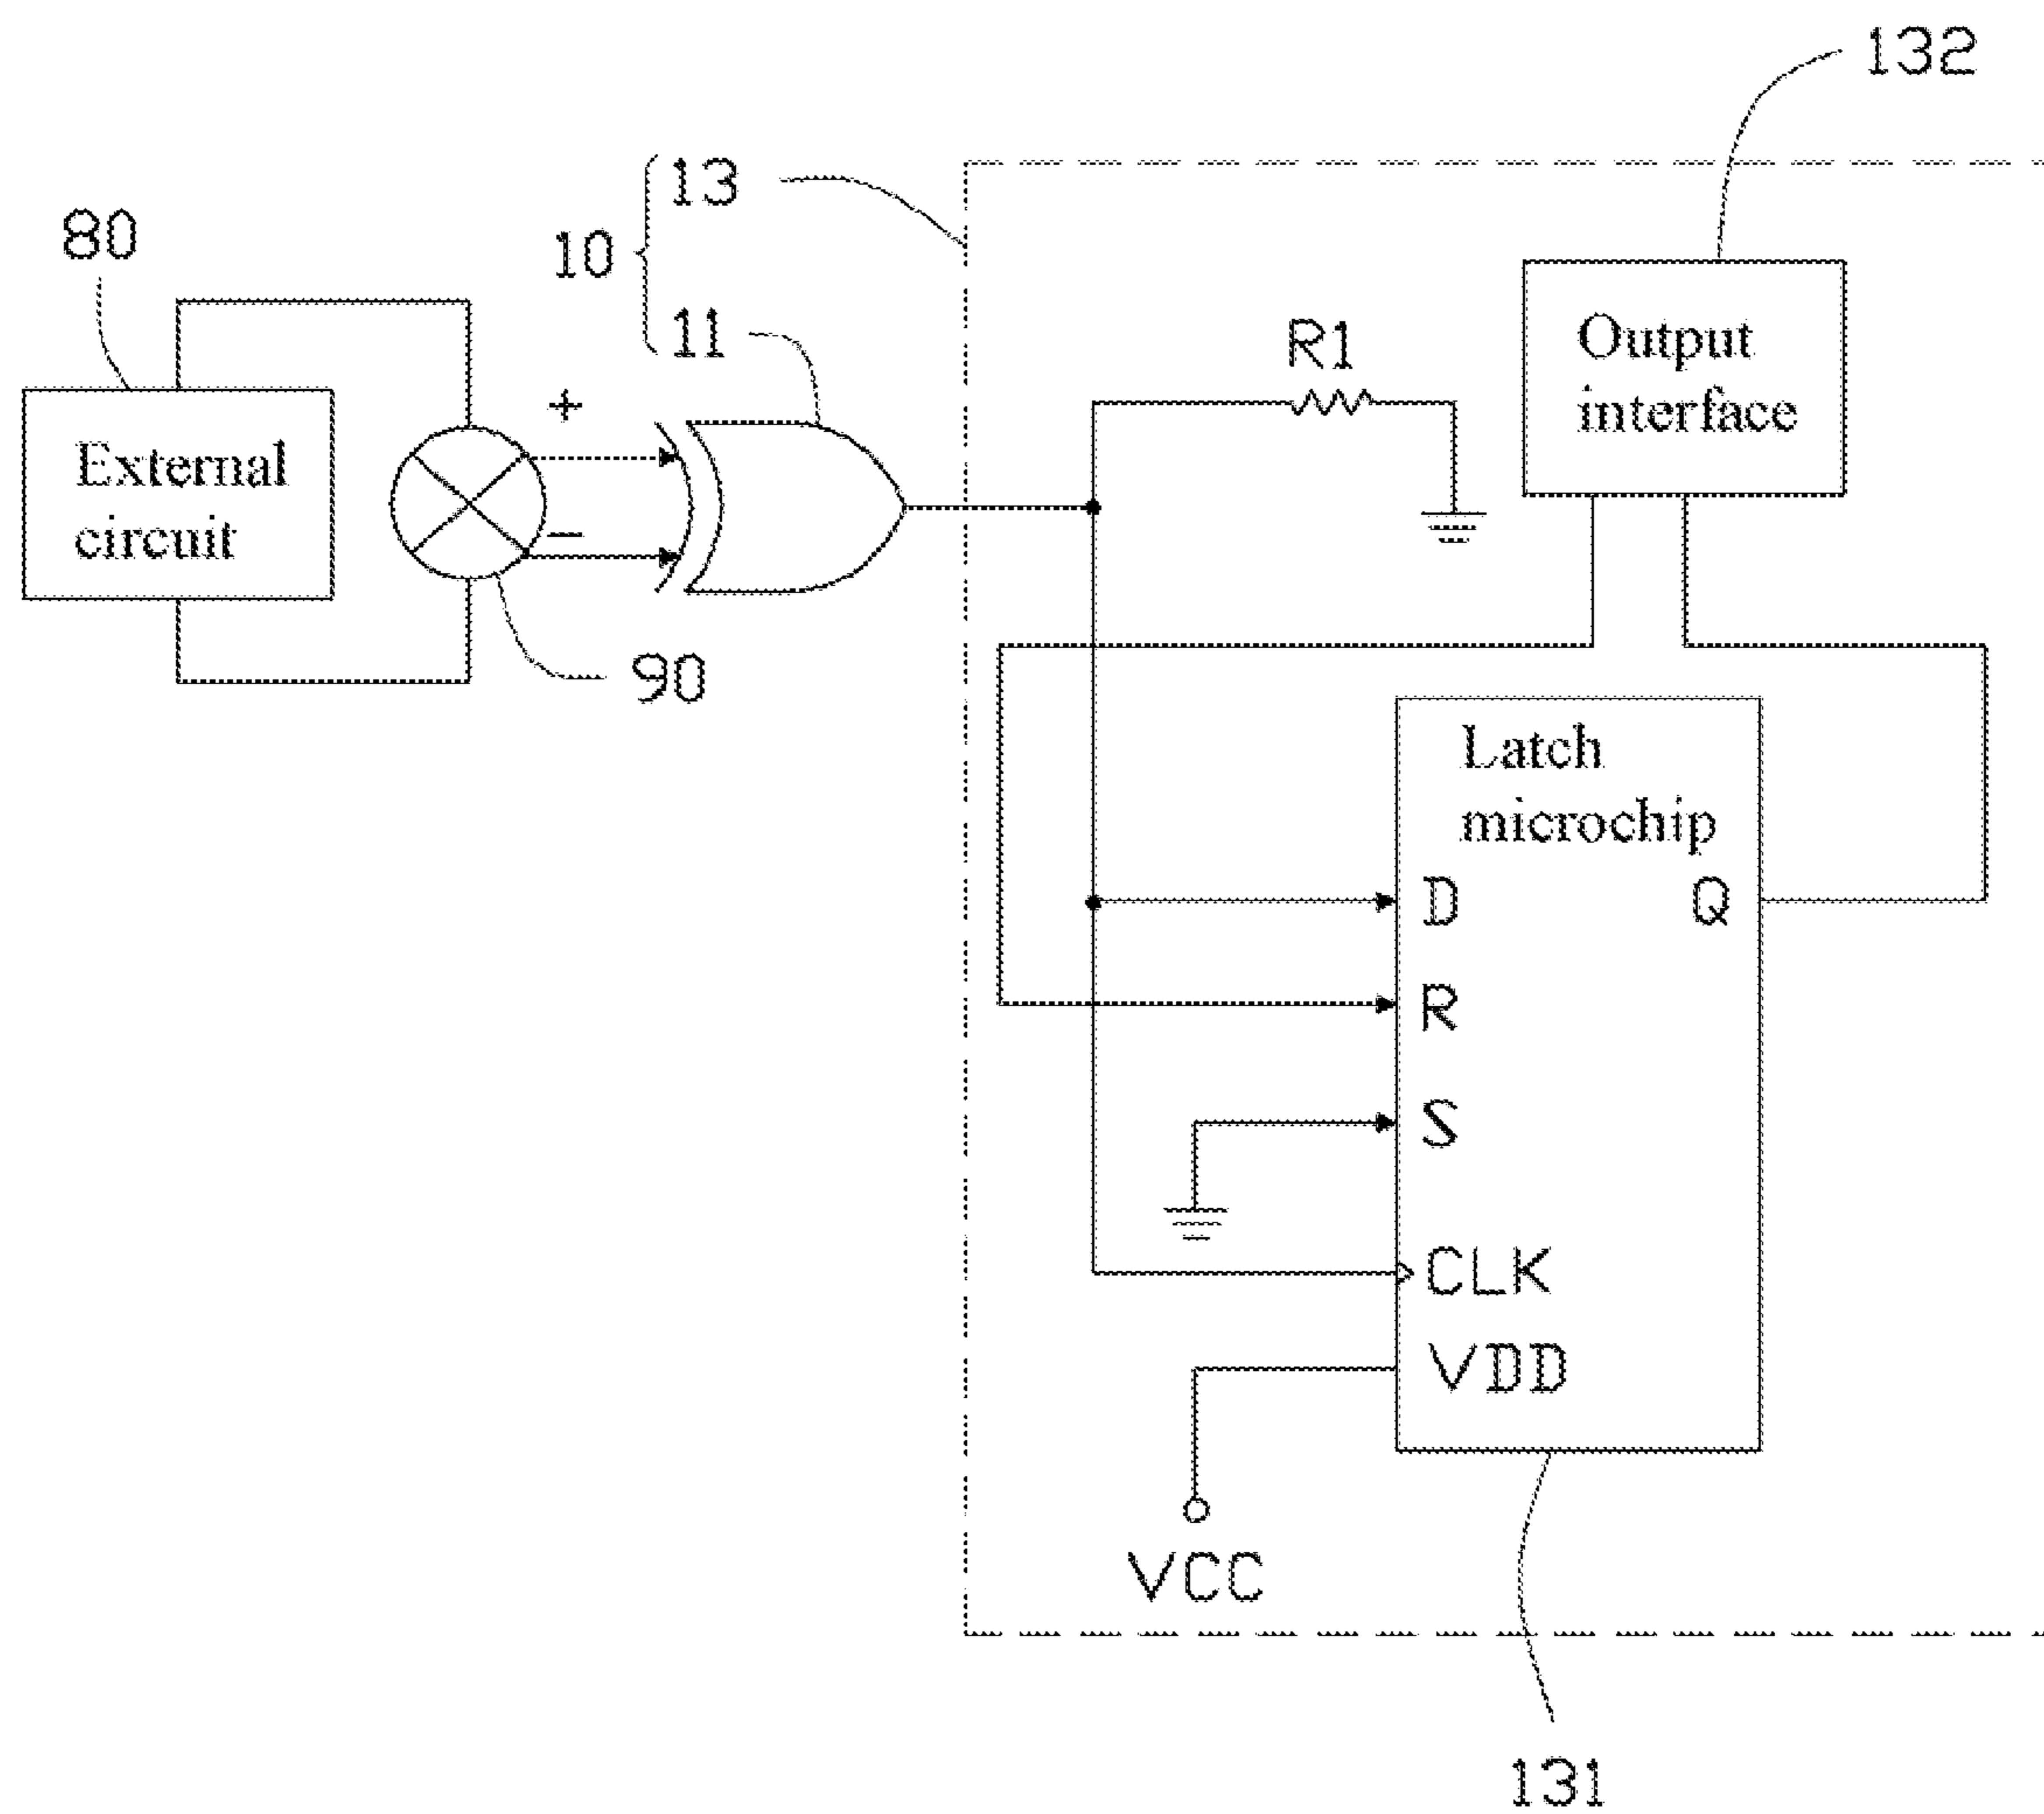 132
13
10
11
80
R1
Output
interface
+
External
circuit
−
90
Latch
microchip
D
Q
R
S
CLK
VDD
VCC
131